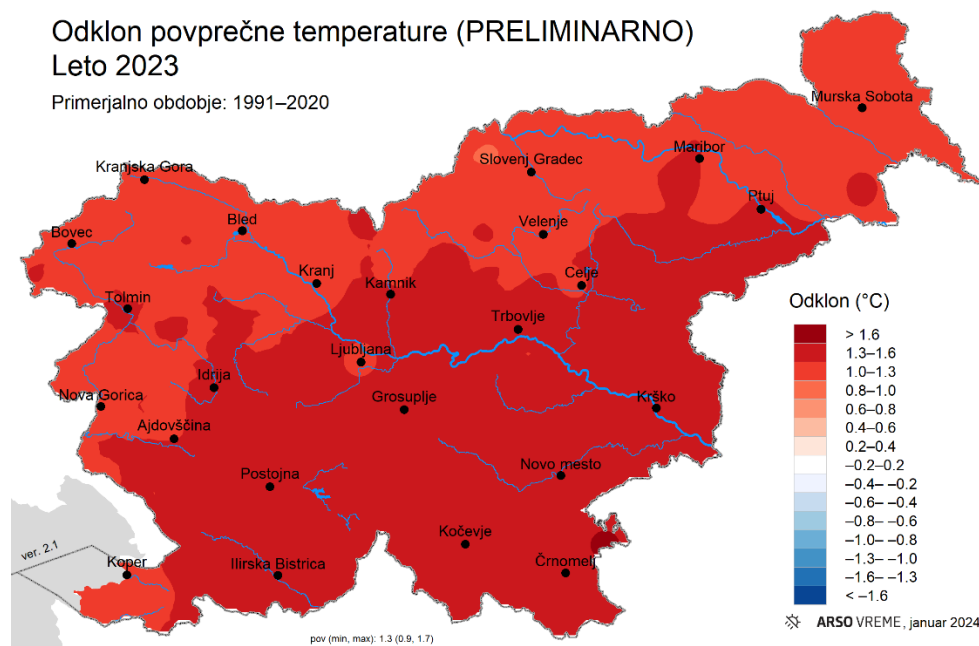 Odklon povprečne temperature (PRELIMINARNO)
Leto 2023
Primerjalno obdobje: 1991–2020
Murska Sobota
Maribor
Slovenj Gradec
Kranjska Gora
Ptuj
Velenje
Bled
Bovec
Kranj
Kamnik
Celje
Tolmin
Trbovlje
Ljubljana
Idrija
Nova Gorica
Grosuplje
Krško
Ajdovščina
Postojna
Novo mesto
Kočevje
Črnomelj
Koper
Ilirska Bistrica
ver. 2.1
pov (min, max): 1.3 (0.9, 1.7)
Odklon (°C)
> 1.6
1.3–1.6
1.0–1.3
0.8–1.0
0.6–0.8
0.4–0.6
0.2–0.4
–0.2–0.2
–0.4– –0.2
–0.6– –0.4
–0.8– –0.6
–1.0– –0.8
–1.3– –1.0
–1.6– –1.3
< –1.6
ARSO VREME, januar 2024